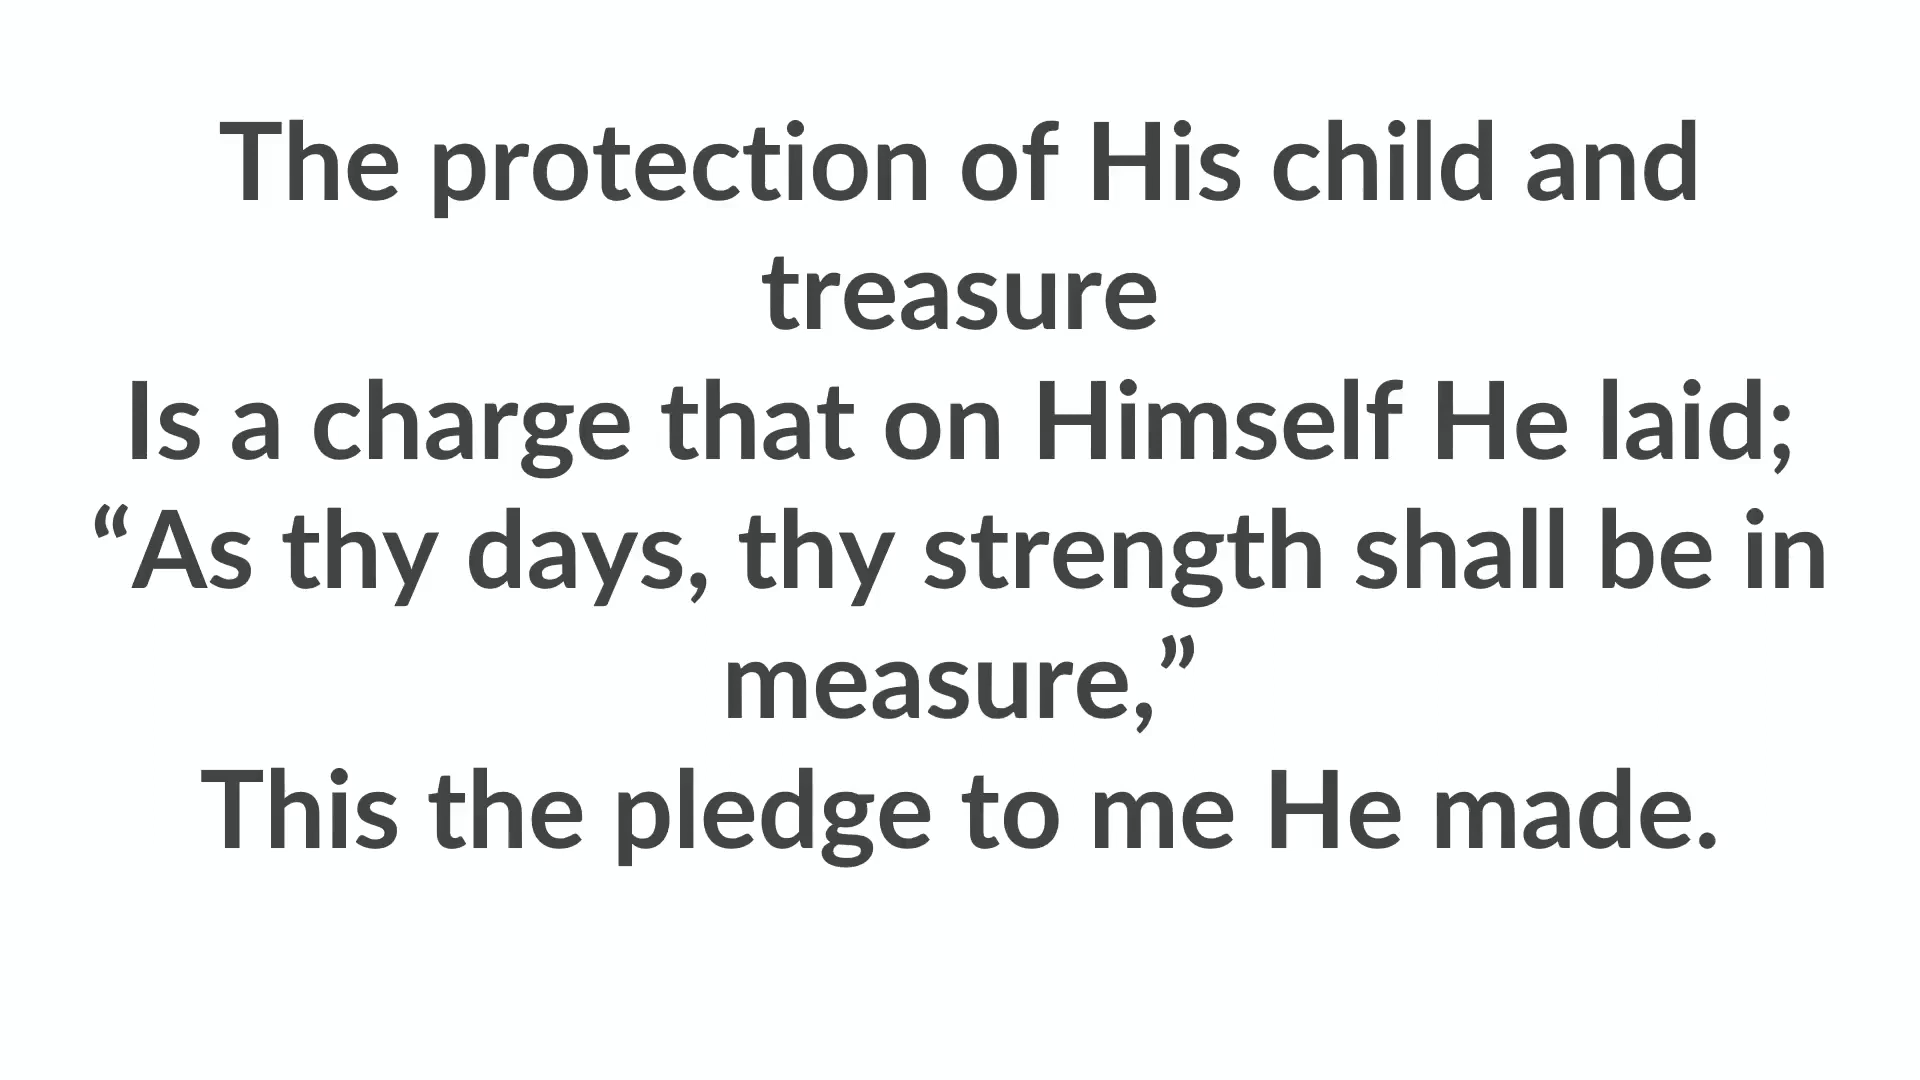 The protection of His child and
treasure
Is a charge that on Himself He laid;
“As thy days, thy strength shall be in
measure,”
This the pledge to me He made.